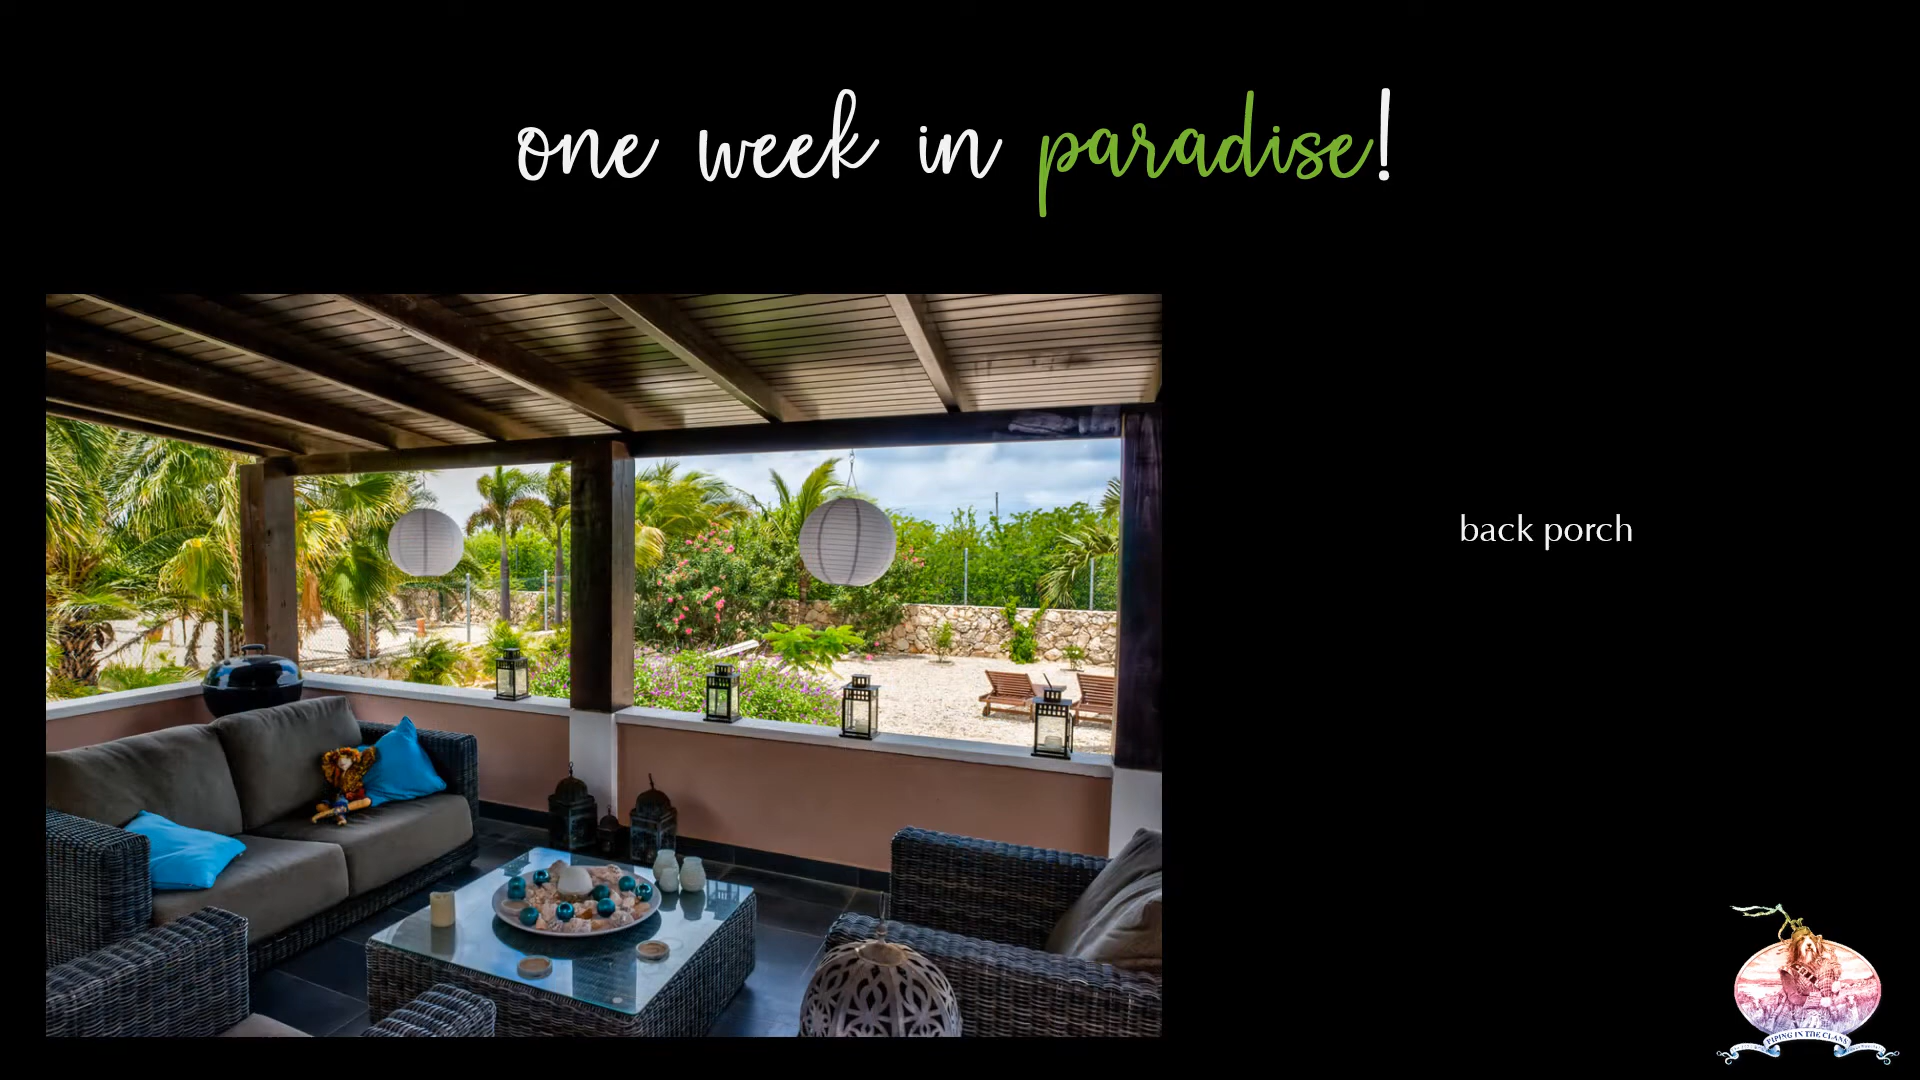 one week in paradise!
back porch
PIPING IN THE CLANS